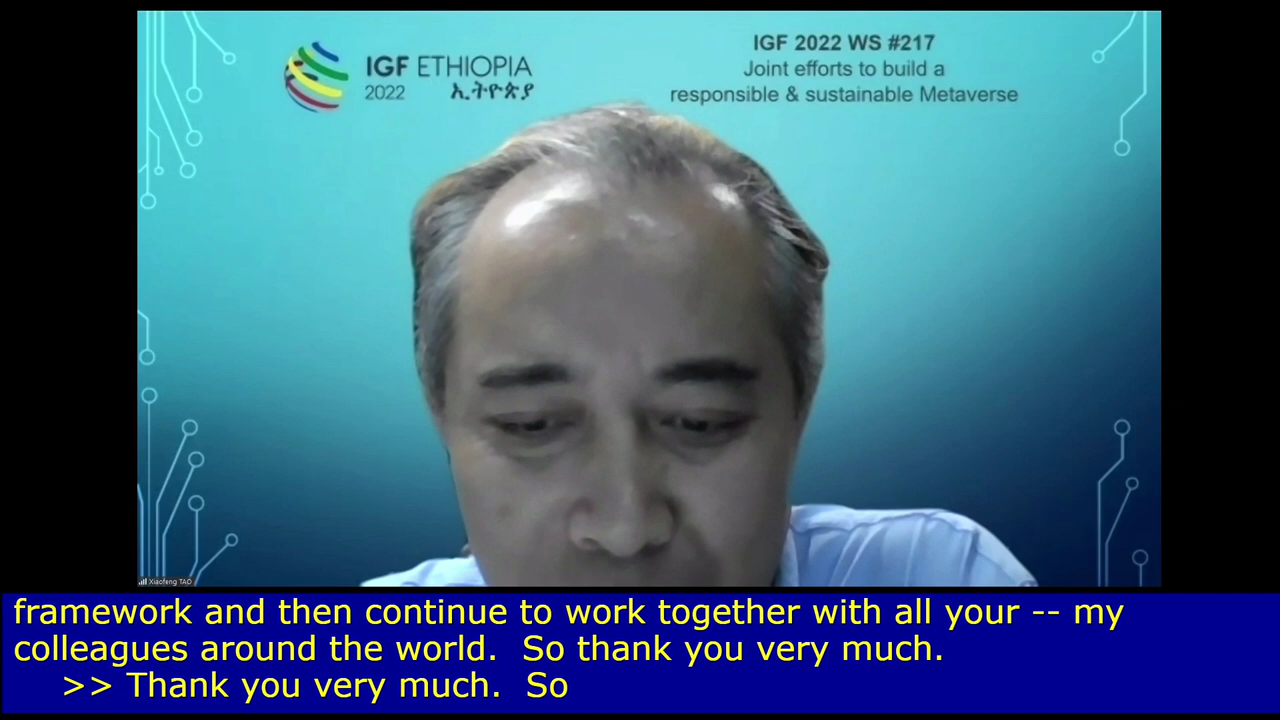 IGF ETHIOPIA
2022 ኢትዮጵያ
IGF 2022 WS #217
Joint efforts to build a
responsible & sustainable Metaverse
Xiaofeng TAO
framework and then continue to work together with all your -- my
colleagues around the world. So thank you very much.
>> Thank you very much. So